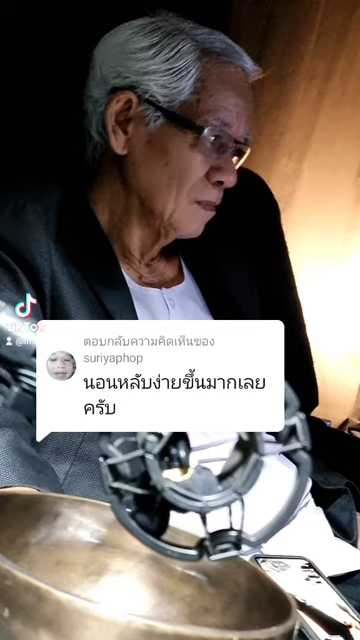 TikTok
ตอบกลับความคิดเห็นของ
suriyaphop
นอนหลับง่ายขึ้นมากเลย
ครับ